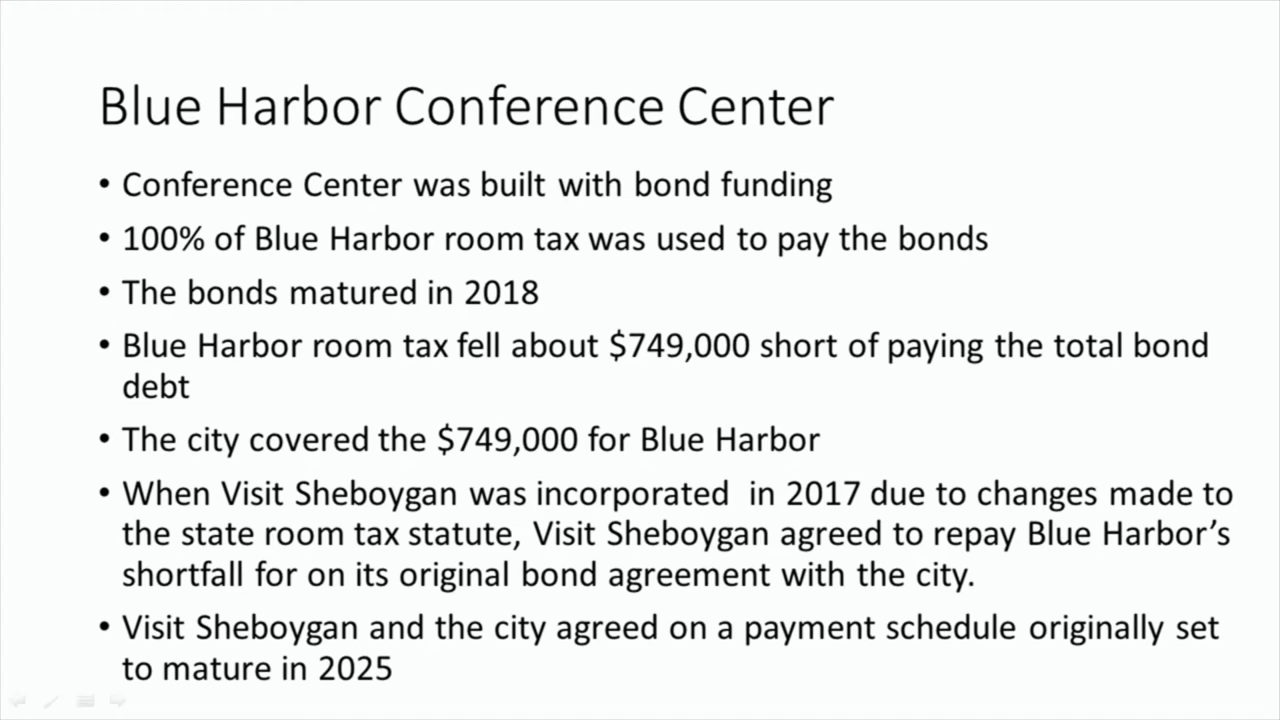 Blue Harbor Conference Center
• Conference Center was built with bond funding
• 100% of Blue Harbor room tax was used to pay the bonds
• The bonds matured in 2018
• Blue Harbor room tax fell about $749,000 short of paying the total bond
debt
• The city covered the $749,000 for Blue Harbor
• When Visit Sheboygan was incorporated  in 2017 due to changes made to
the state room tax statute, Visit Sheboygan agreed to repay Blue Harbor’s
shortfall for on its original bond agreement with the city.
• Visit Sheboygan and the city agreed on a payment schedule originally set
to mature in 2025